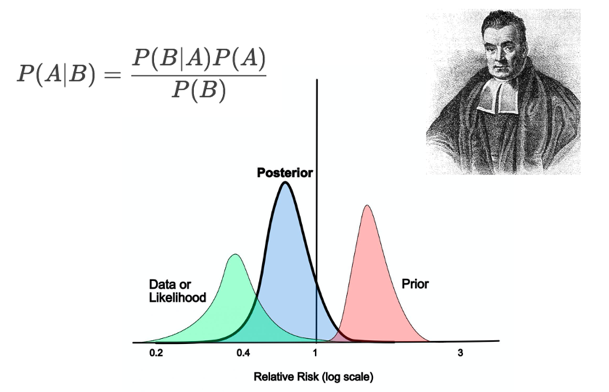 P(A|B) = P(B|A)P(A) / P(B)
Posterior
Data or
Likelihood
Prior
0.2 0.4 1 3
Relative Risk (log scale)